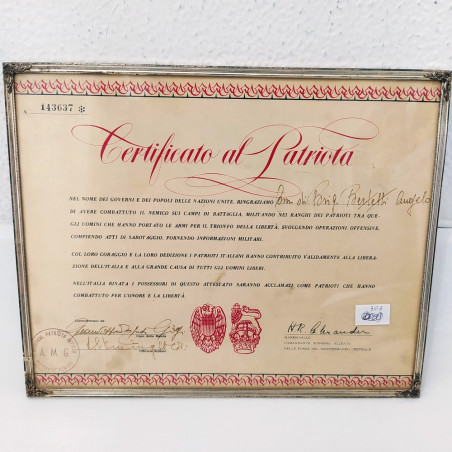 143637 *
Certificato al Patriota
NEL NOME DEI GOVERNI E DEI POPOLI DELLE NAZIONI UNITE, RINGRAZIAMO
Bertetti Angelo
DI AVERE COMBATTUTO IL NEMICO SUI CAMPI DI BATTAGLIA, MILITANDO NEI RANGHI DEI PATRIOTI TRA QUE-
GLI UOMINI CHE HANNO PORTATO LE ARMI PER IL TRIONFO DELLA LIBERTÀ, SVOLGENDO OPERAZIONI OFFENSIVE,
COMPIENDO ATTI DI SABOTAGGIO, FORNENDO INFORMAZIONI MILITARI.
COL LORO CORAGGIO E LA LORO DEDIZIONE I PATRIOTI ITALIANI HANNO CONTRIBUITO VALIDAMENTE ALLA LIBERA-
ZIONE DELL'ITALIA E ALLA GRANDE CAUSA DI TUTTI GLI UOMINI LIBERI.
NELL'ITALIA RINATA I POSSESSORI DI QUESTO ATTESTATO SARANNO ACCLAMATI COME PATRIOTI CHE HANNO
COMBATTUTO PER L'ONORE E LA LIBERTÀ.
H R Alexander
MARESCIALLO
COMANDANTE SUPREMO ALLEATO
DELLE FORZE DEL MEDITERRANEO CENTRALE
A M G